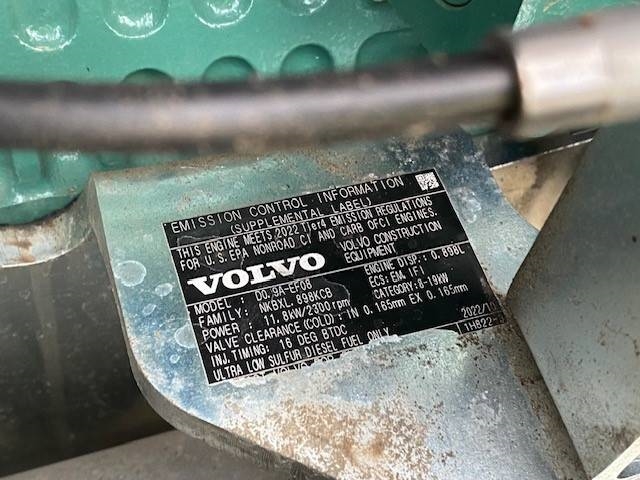 EMISSION CONTROL INFORMATION
(SUPPLEMENTAL LABEL)
THIS ENGINE MEETS 2022 Tier4 EMISSION REGULATIONS
FOR U.S. EPA NONROAD CI AND CARB OFCI ENGINES.
VOLVO
VOLVO CONSTRUCTION
EQUIPMENT
MODEL : D0.9A-EF08
ENGINE DISP.: 0.898L
FAMILY: NKBXL.898KCB
ECS: EM, IFI
POWER : 11.8kW/2300rpm
CATEGORY: 8-19kW
VALVE CLEARANCE(COLD): IN 0.165mm EX 0.165mm
INJ.TIMING: 16 DEG BTDC
ULTRA LOW SULFUR DIESEL FUEL ONLY